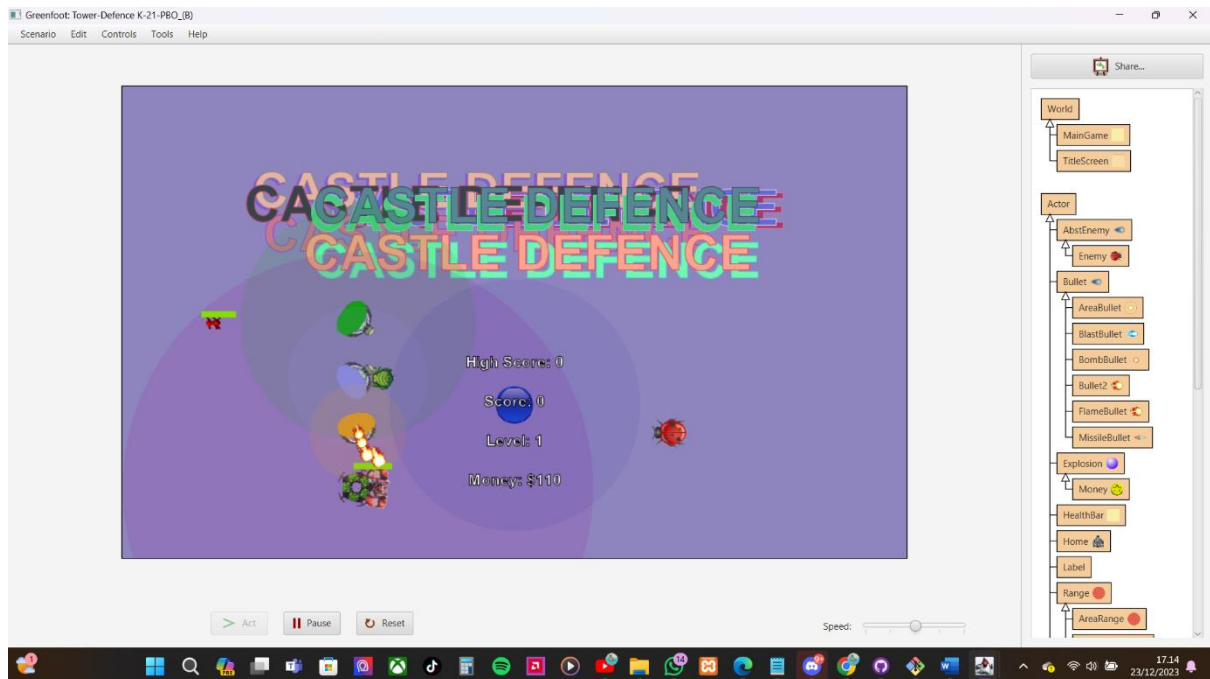 Greenfoot: Tower-Defence K-21-PBO_(B)
Scenario Edit Controls Tools Help
Share...
World
MainGame
TitleScreen
Actor
AbstEnemy
Enemy
Bullet
AreaBullet
BlastBullet
BombBullet
Bullet2
FlameBullet
MissileBullet
Explosion
Money
HealthBar
Home
Label
Range
AreaRange
CASTLE DEFENCE
CASTLE DEFENCE
CASTLE DEFENCE
High Score: 0
Score: 0
Level: 1
Money: $110
Act Pause Reset
Speed:
17.14
23/12/2023